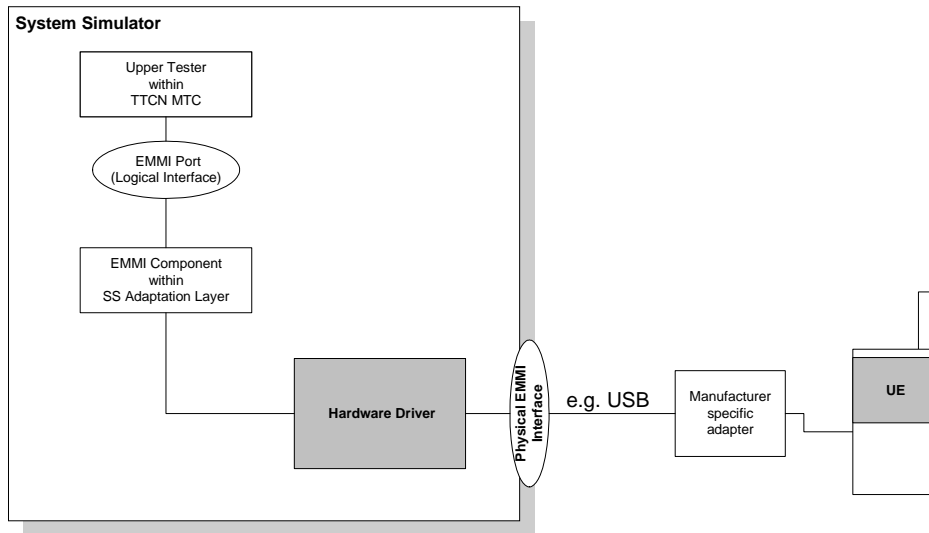 System Simulator
Upper Tester
within
TTCN MTC
EMMI Port
(Logical Interface)
EMMI Component
within
SS Adaptation Layer
Hardware Driver
Physical EMMI
Interface
e.g. USB
Manufacturer
specific
adapter
UE